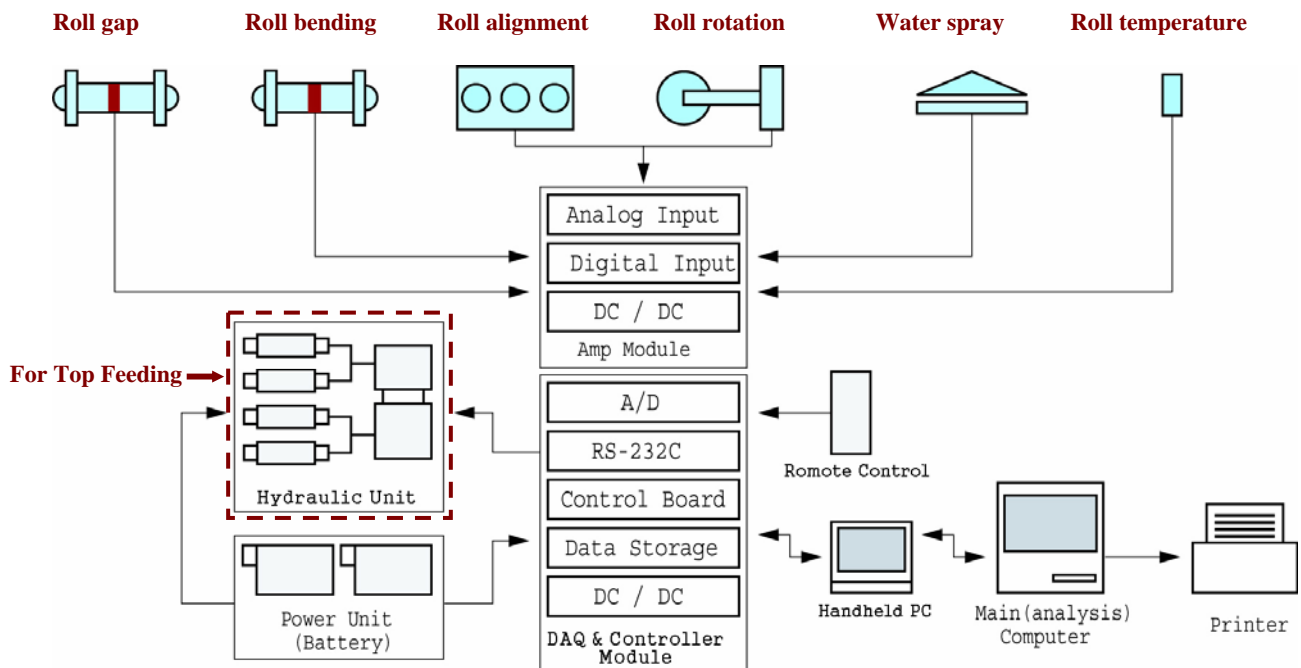 Roll gap
Roll bending
Roll alignment
Roll rotation
Water spray
Roll temperature
Analog Input
Digital Input
DC / DC
Amp Module
For Top Feeding
Hydraulic Unit
A/D
RS-232C
Control Board
Data Storage
DC / DC
DAQ & Controller
Module
Romote Control
Power Unit
(Battery)
Handheld PC
Main(analysis)
Computer
Printer